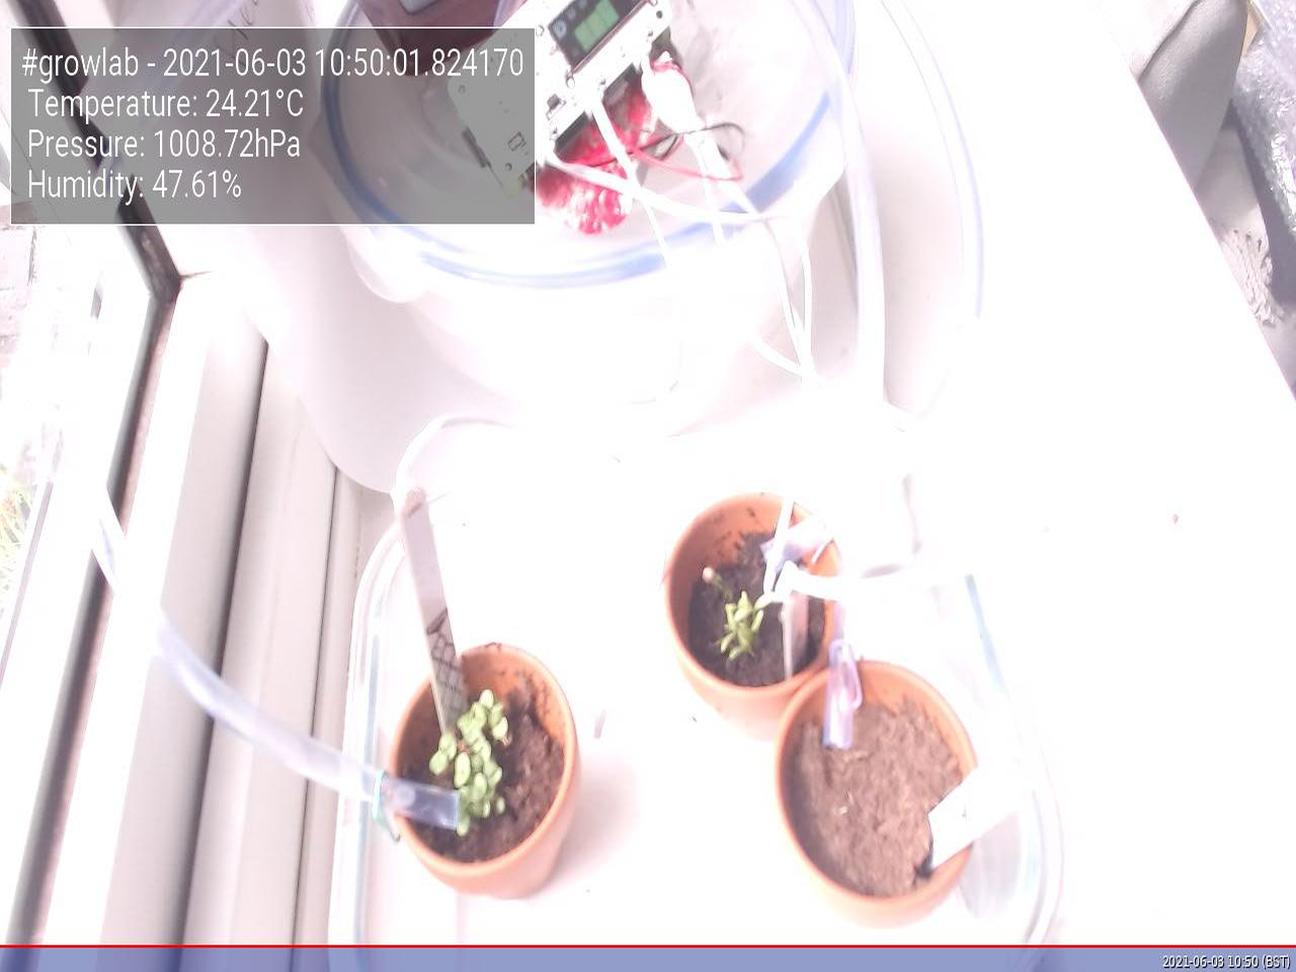 #growlab - 2021-06-03 10:50:01.824170
Temperature: 24.21°C
Pressure: 1008.72hPa
Humidity: 47.61%
2021-06-03 10:50 (BST)